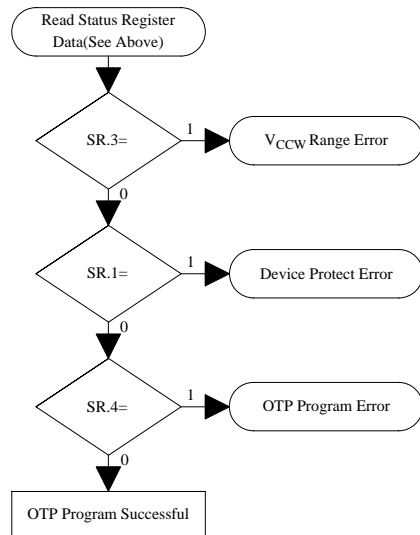 Read Status Register
Data(See Above)
SR.3=
1
V_CCW Range Error
0
SR.1=
1
Device Protect Error
0
SR.4=
1
OTP Program Error
0
OTP Program Successful